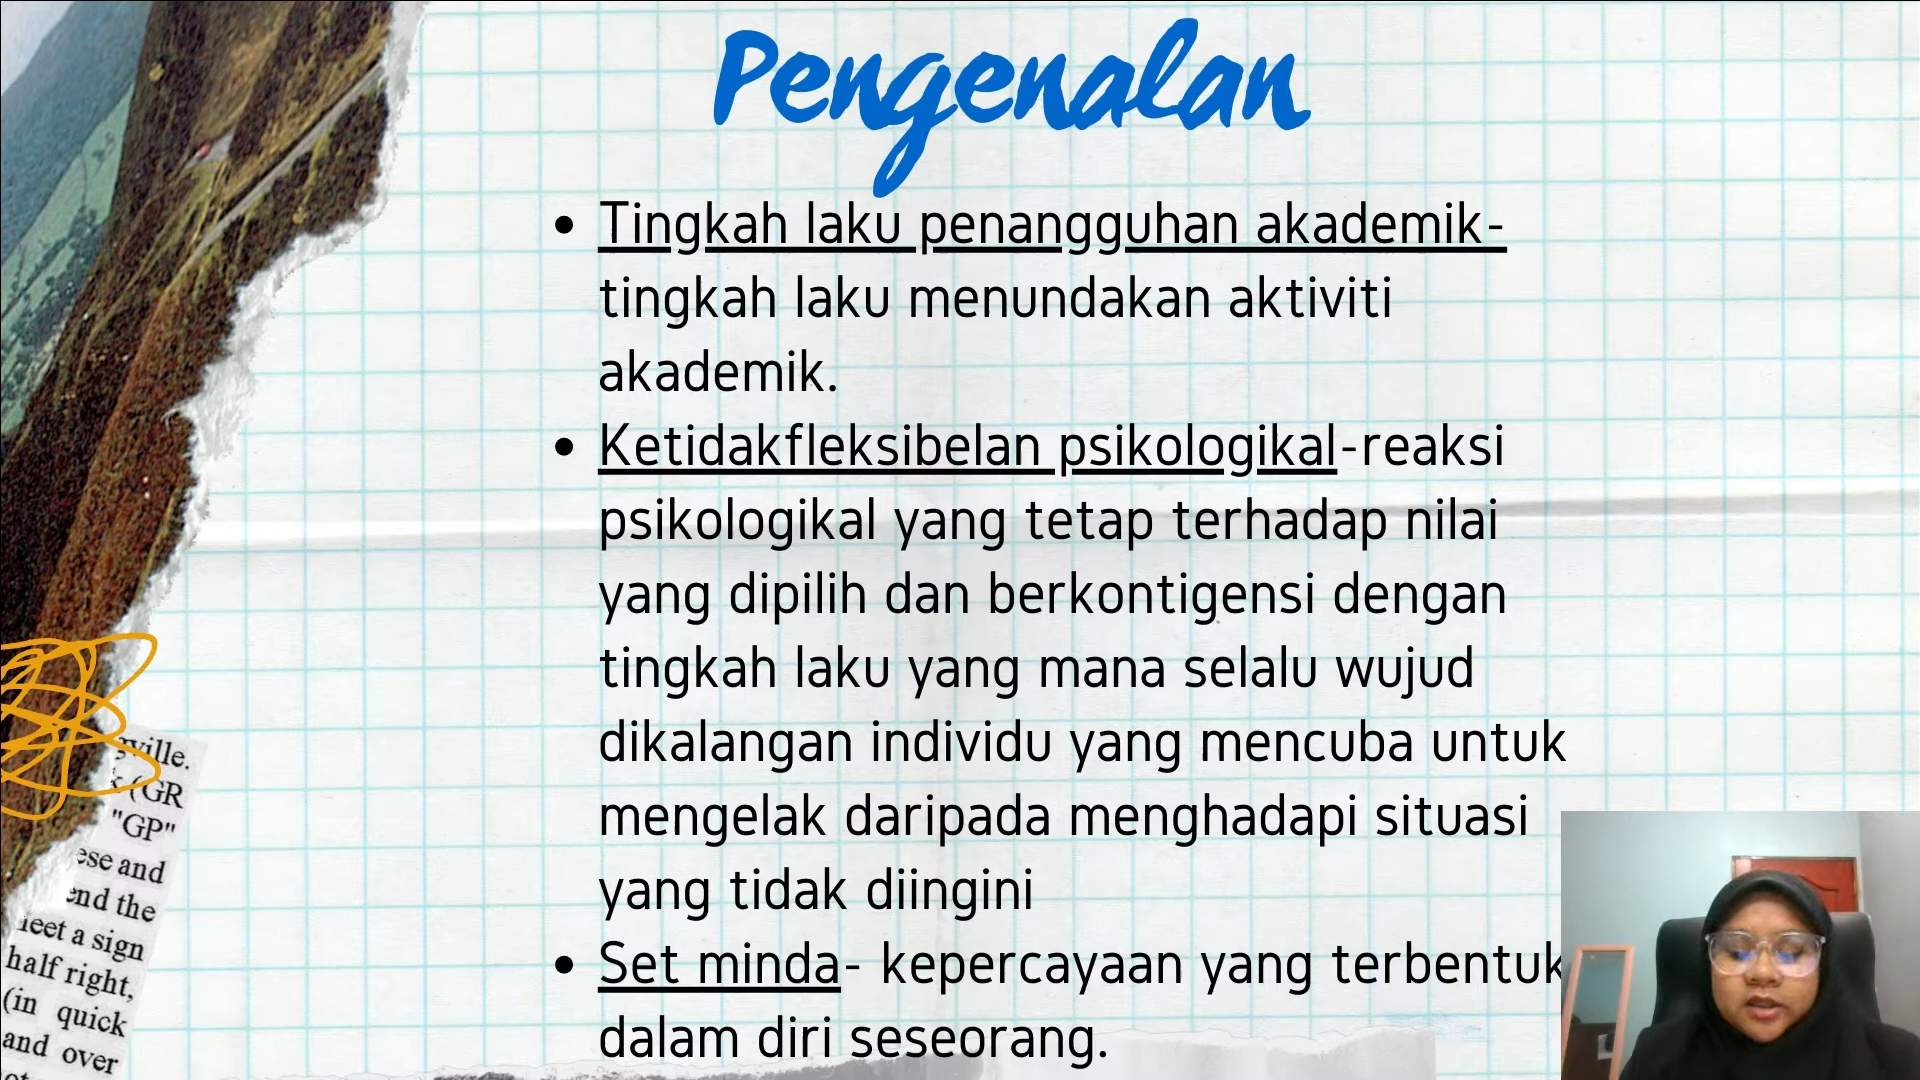 Pengenalan
• Tingkah laku penangguhan akademik-
tingkah laku menundakan aktiviti
akademik.
• Ketidakfleksibelan psikologikal-reaksi
psikologikal yang tetap terhadap nilai
yang dipilih dan berkontigensi dengan
tingkah laku yang mana selalu wujud
dikalangan individu yang mencuba untuk
mengelak daripada menghadapi situasi
yang tidak diingini
• Set minda- kepercayaan yang terbentuk
dalam diri seseorang.
(GR
"GP"
and
the
a sign
half right,
(in quick
and over